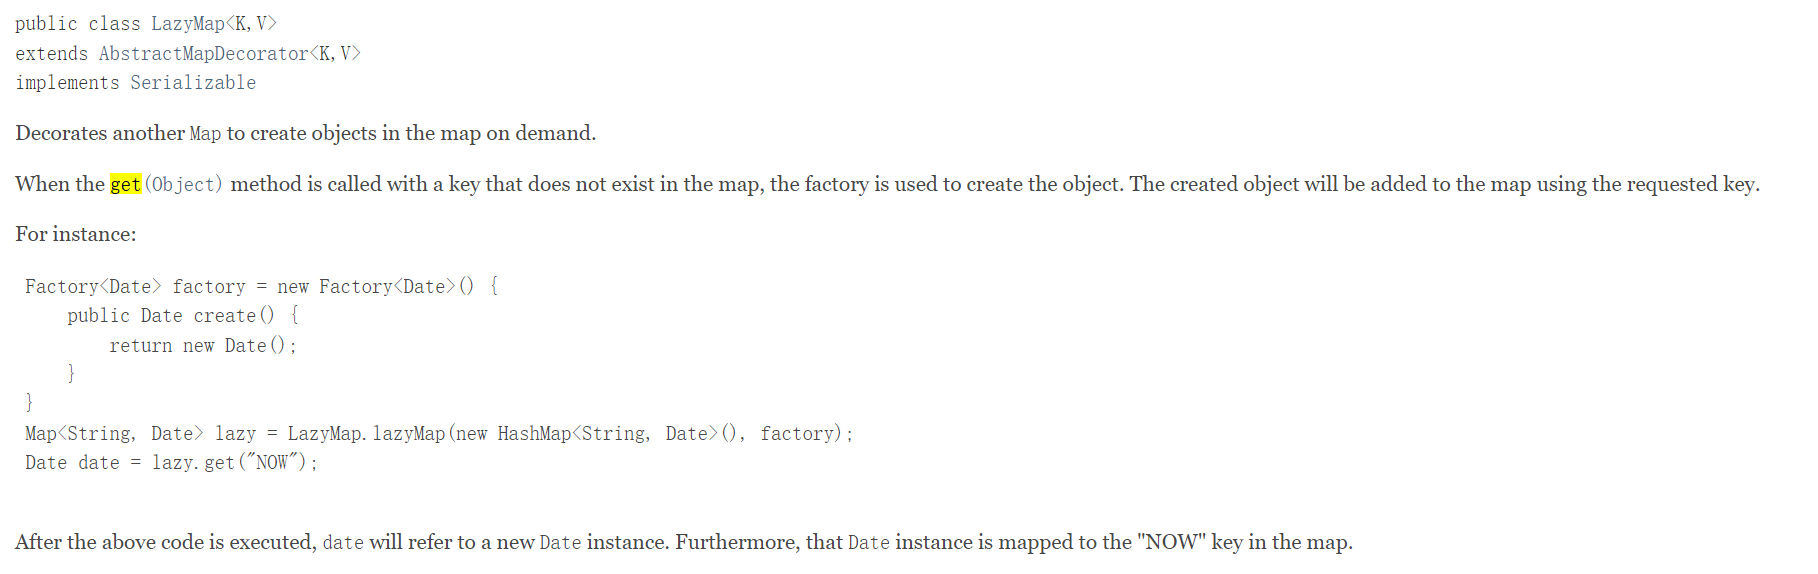 public class LazyMap<K,V>
extends AbstractMapDecorator<K,V>
implements Serializable
Decorates another Map to create objects in the map on demand.
When the get(Object) method is called with a key that does not exist in the map, the factory is used to create the object. The created object will be added to the map using the requested key.
For instance:
Factory<Date> factory = new Factory<Date>() {
    public Date create() {
        return new Date();
    }
}
Map<String, Date> lazy = LazyMap.lazyMap(new HashMap<String, Date>(), factory);
Date date = lazy.get("NOW");
After the above code is executed, date will refer to a new Date instance. Furthermore, that Date instance is mapped to the "NOW" key in the map.